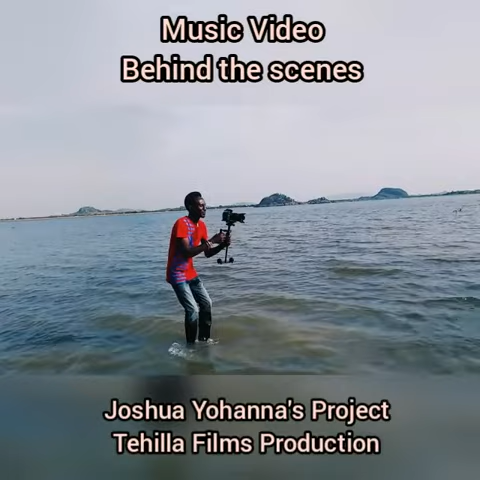 Music Video
Behind the scenes
Joshua Yohanna's Project
Tehilla Films Production